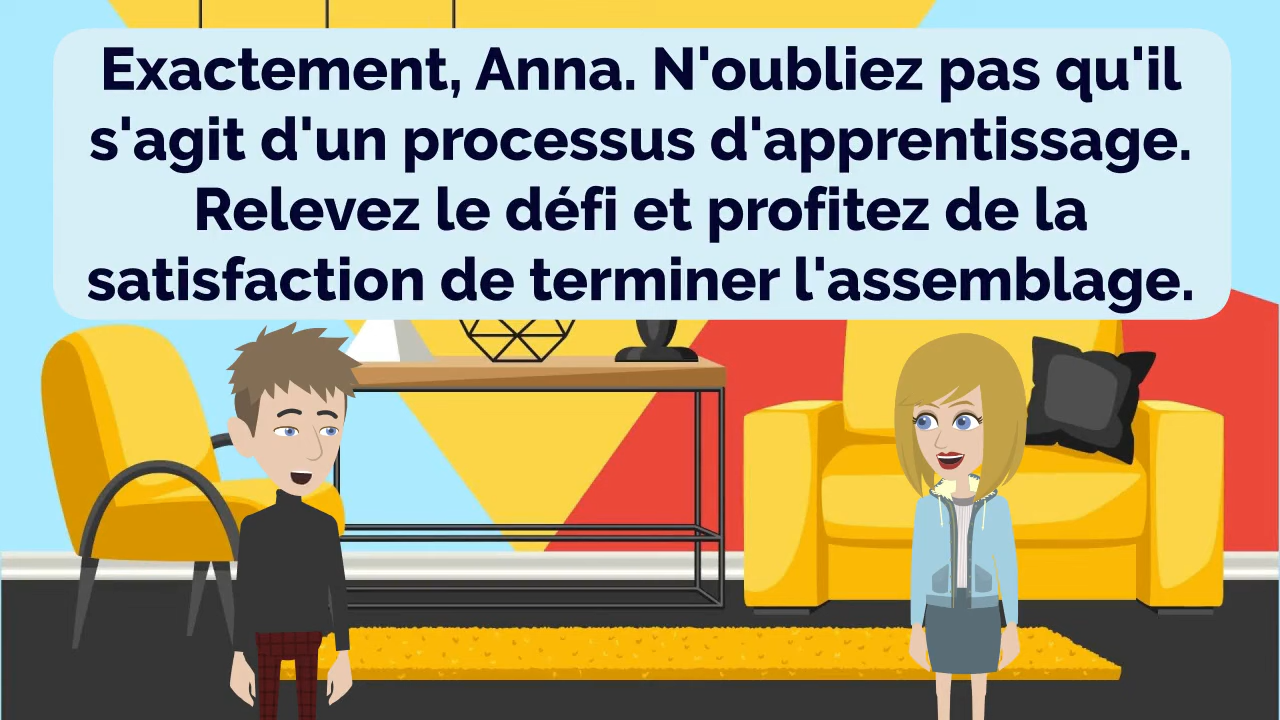 Exactement, Anna. N'oubliez pas qu'il
s'agit d'un processus d'apprentissage.
Relevez le défi et profitez de la
satisfaction de terminer l'assemblage.